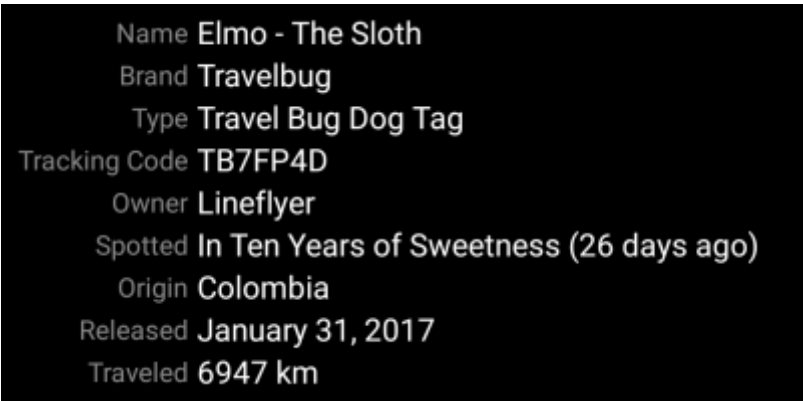 Name Elmo - The Sloth
Brand Travelbug
Type Travel Bug Dog Tag
Tracking Code TB7FP4D
Owner Lineflyer
Spotted In Ten Years of Sweetness (26 days ago)
Origin Colombia
Released January 31, 2017
Traveled 6947 km